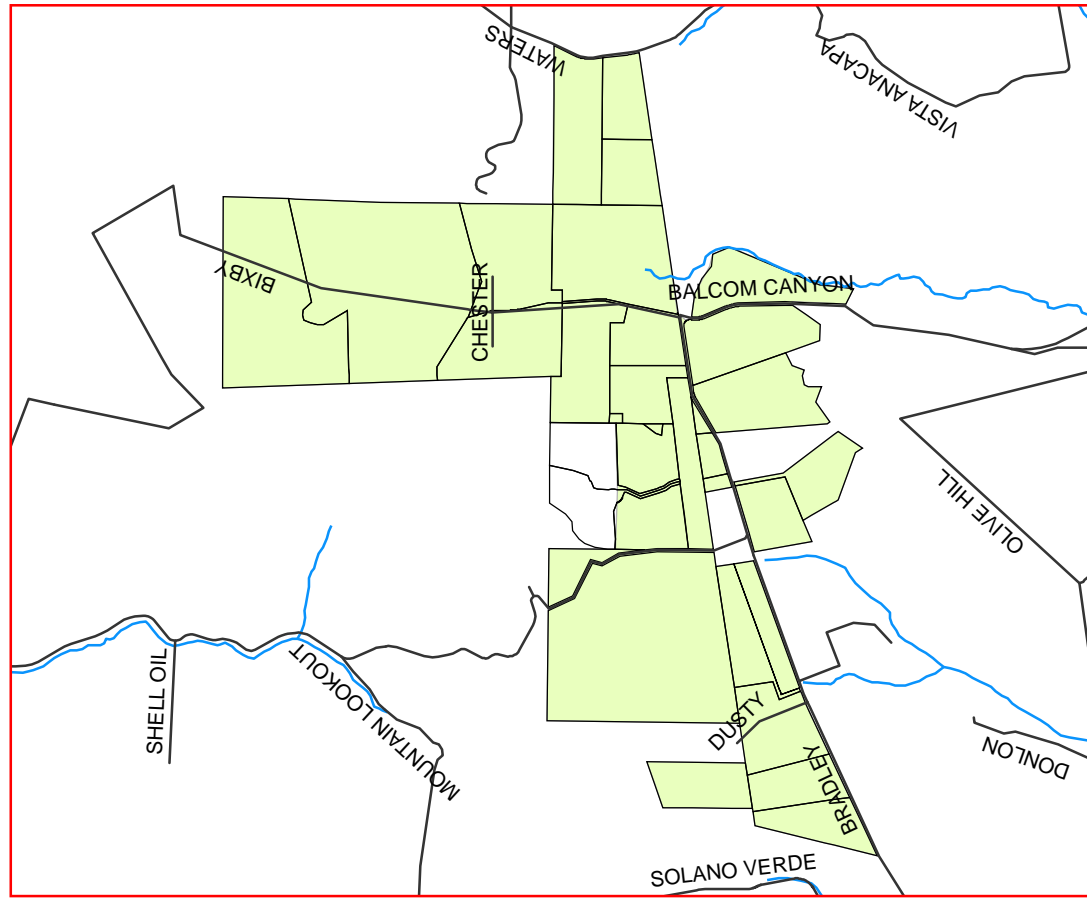 WATERS
VISTA ANACAPA
BIXBY
CHESTER
BALCOM CANYON
OLIVE HILL
SHELL OIL
MOUNTAIN LOOKOUT
DUSTY
DONLON
BRADLEY
SOLANO VERDE